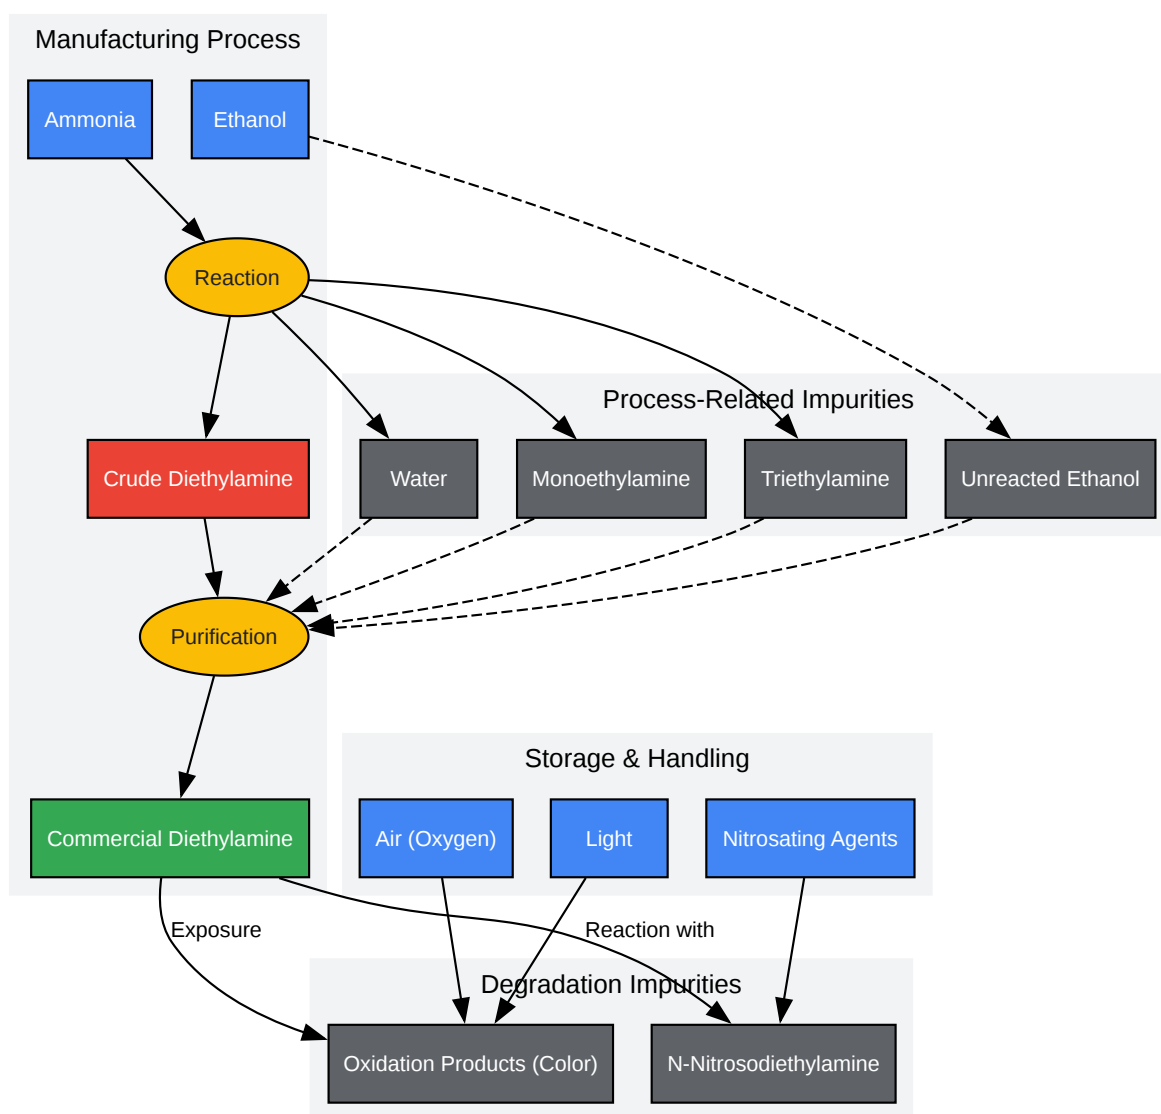 Manufacturing Process
Ammonia
Ethanol
Reaction
Process-Related Impurities
Crude Diethylamine
Water
Monoethylamine
Triethylamine
Unreacted Ethanol
Purification
Storage & Handling
Commercial Diethylamine
Air (Oxygen)
Light
Nitrosating Agents
Exposure
Reaction with
Degradation Impurities
Oxidation Products (Color)
N-Nitrosodiethylamine